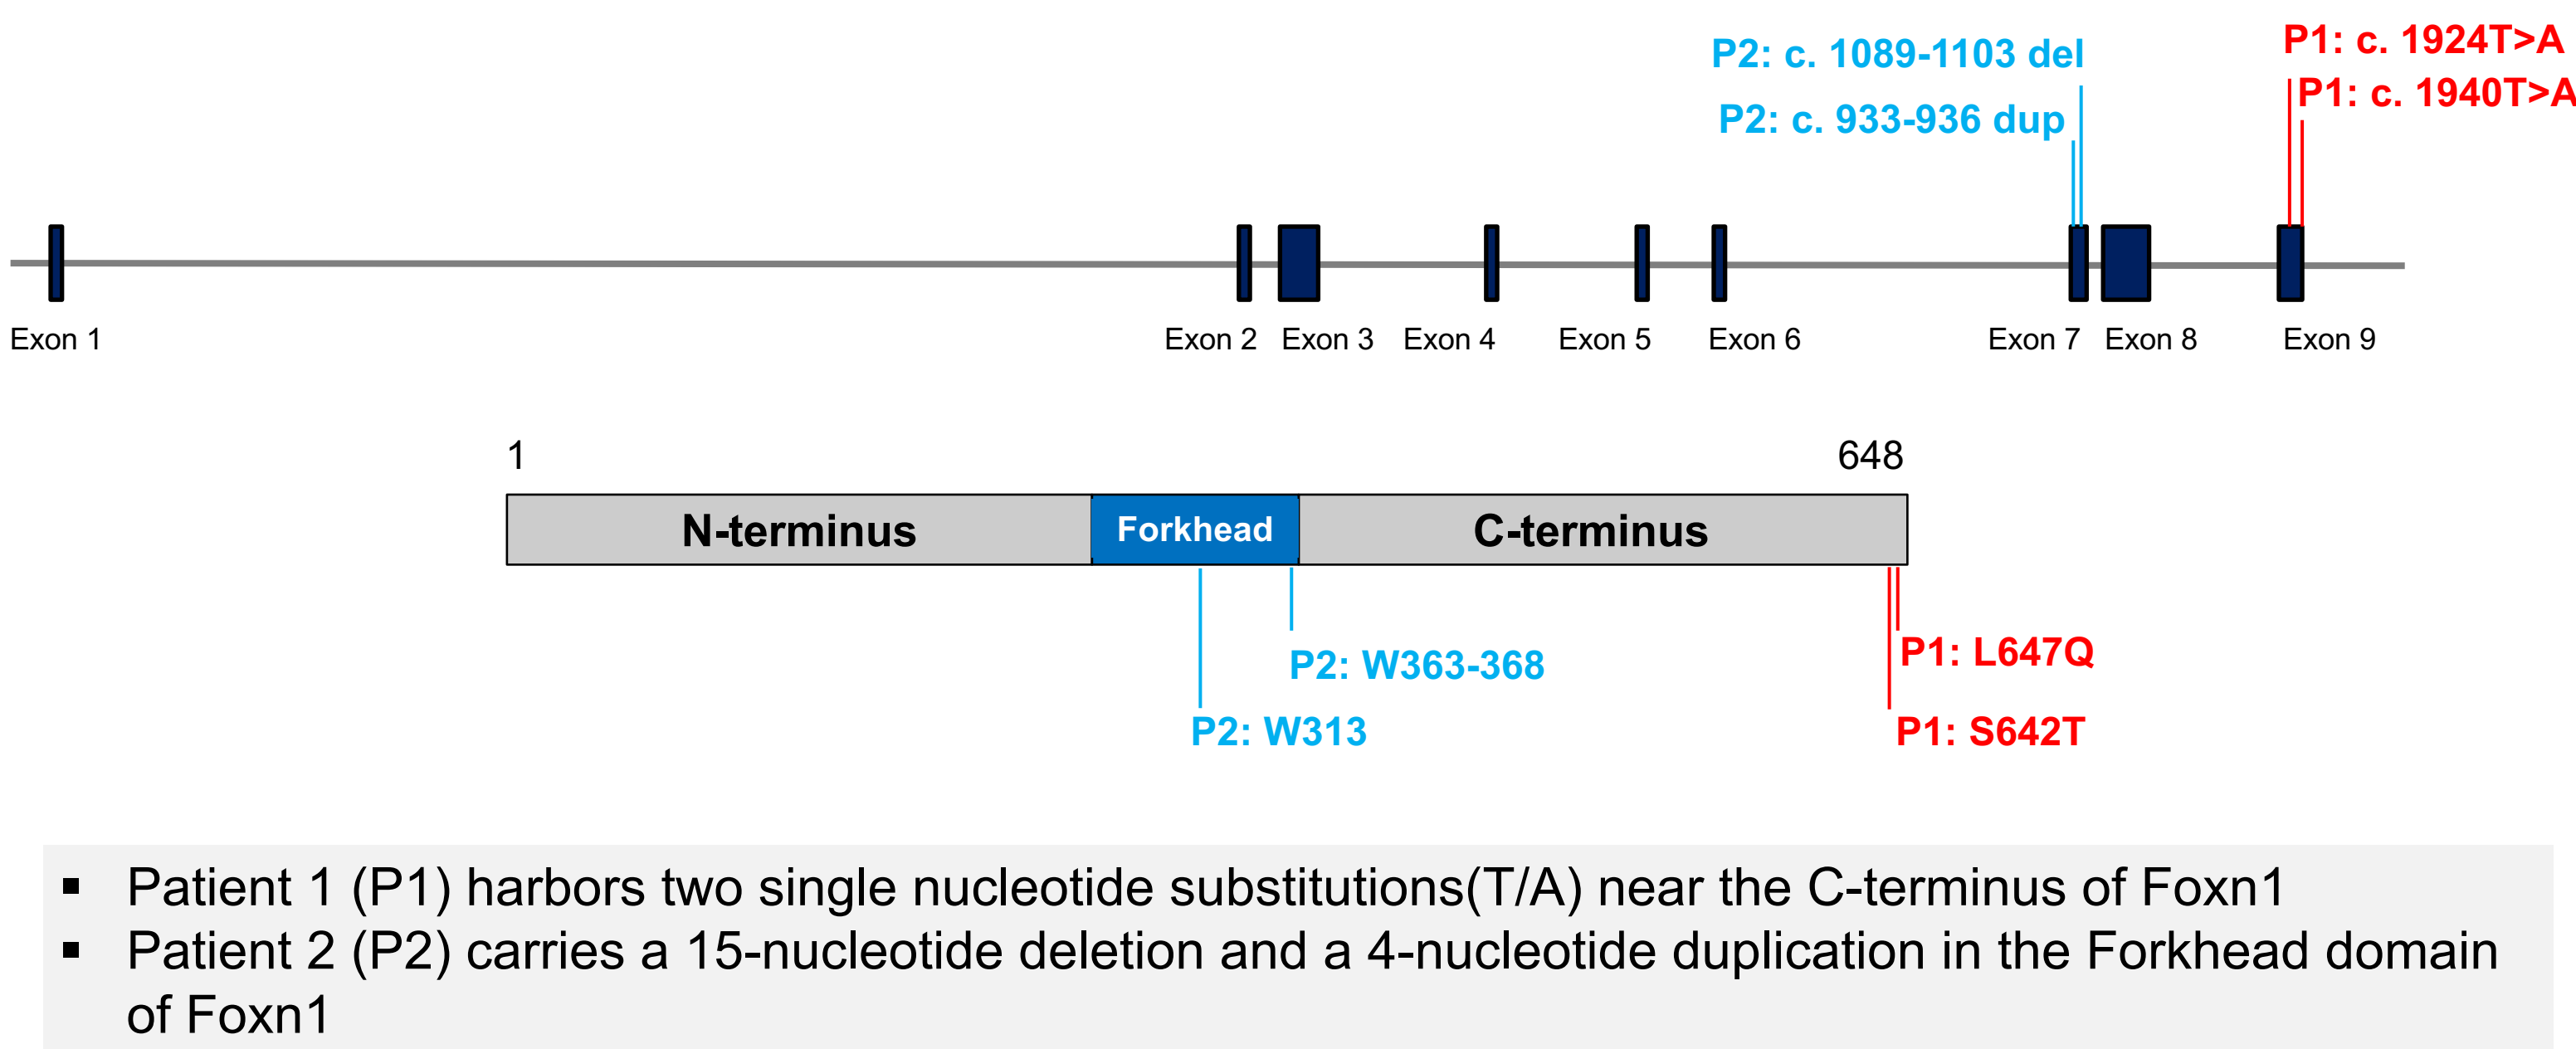 P1: c. 1924T>A
P2: c. 1089-1103 del
P1: c. 1940T>A
P2: c. 933-936 dup
Exon 1
Exon 2
Exon 3
Exon 4
Exon 5
Exon 6
Exon 7
Exon 8
Exon 9
1
648
N-terminus
Forkhead
C-terminus
P1: L647Q
P2: W363-368
P2: W313
P1: S642T
▪ Patient 1 (P1) harbors two single nucleotide substitutions(T/A) near the C-terminus of Foxn1
▪ Patient 2 (P2) carries a 15-nucleotide deletion and a 4-nucleotide duplication in the Forkhead domain
of Foxn1